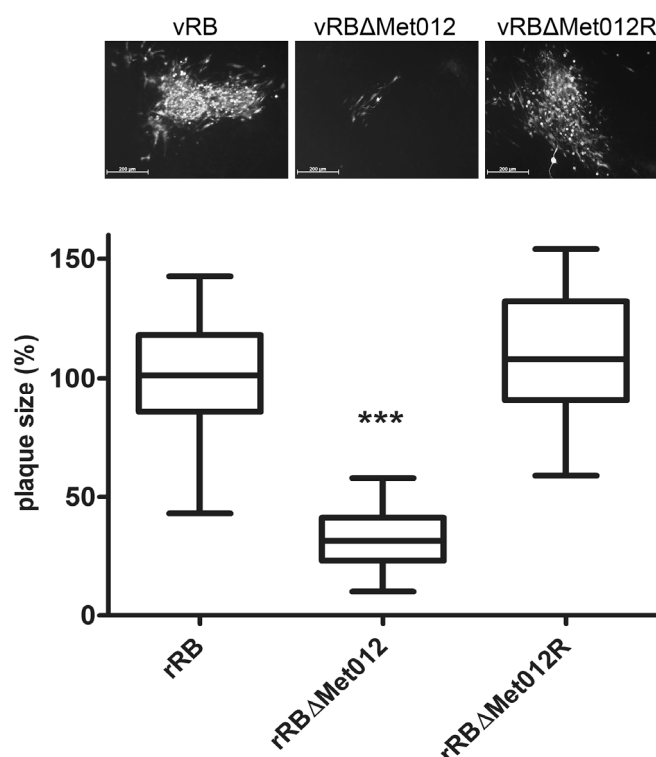 vRB vRBΔMet012 vRBΔMet012R
200 µm 200 µm 200 µm
plaque size (%)
150
100
50
0
***
rRB
rRBΔMet012
rRBΔMet012R